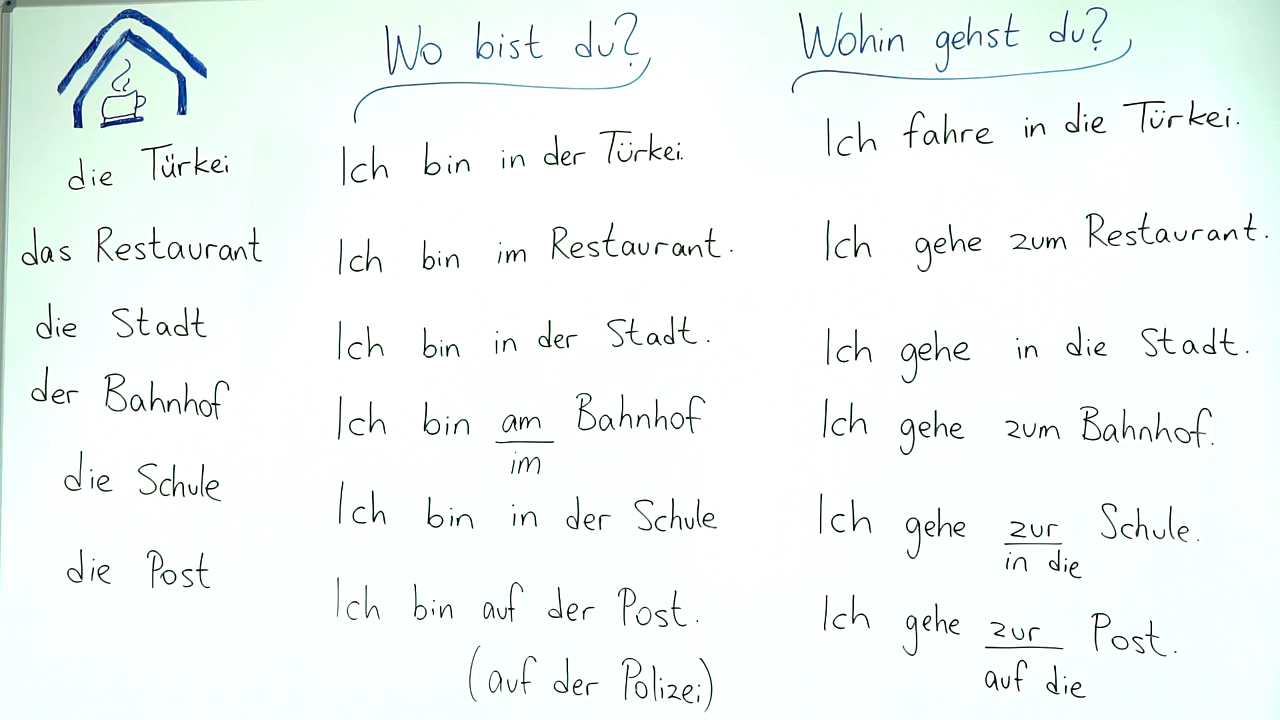 Wo bist du?
Wohin gehst du?
die Türkei
Ich bin in der Türkei.
Ich fahre in die Türkei.
das Restaurant
Ich bin im Restaurant.
Ich gehe zum Restaurant.
die Stadt
Ich bin in der Stadt.
Ich gehe in die Stadt.
der Bahnhof
Ich bin am Bahnhof
im
Ich gehe zum Bahnhof.
die Schule
Ich bin in der Schule
Ich gehe zur Schule.
in die
die Post
Ich bin auf der Post.
(auf der Polizei)
Ich gehe zur Post.
auf die